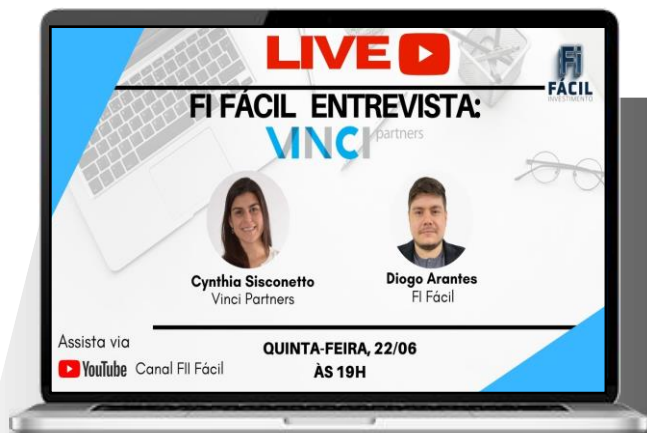 LIVE
Fi
FÁCIL
INVESTIMENTO
FI FÁCIL ENTREVISTA:
VINCI partners
Cynthia Sisconetto
Vinci Partners
Diogo Arantes
FI Fácil
Assista via
YouTube Canal FII Fácil
QUINTA-FEIRA, 22/06
ÀS 19H